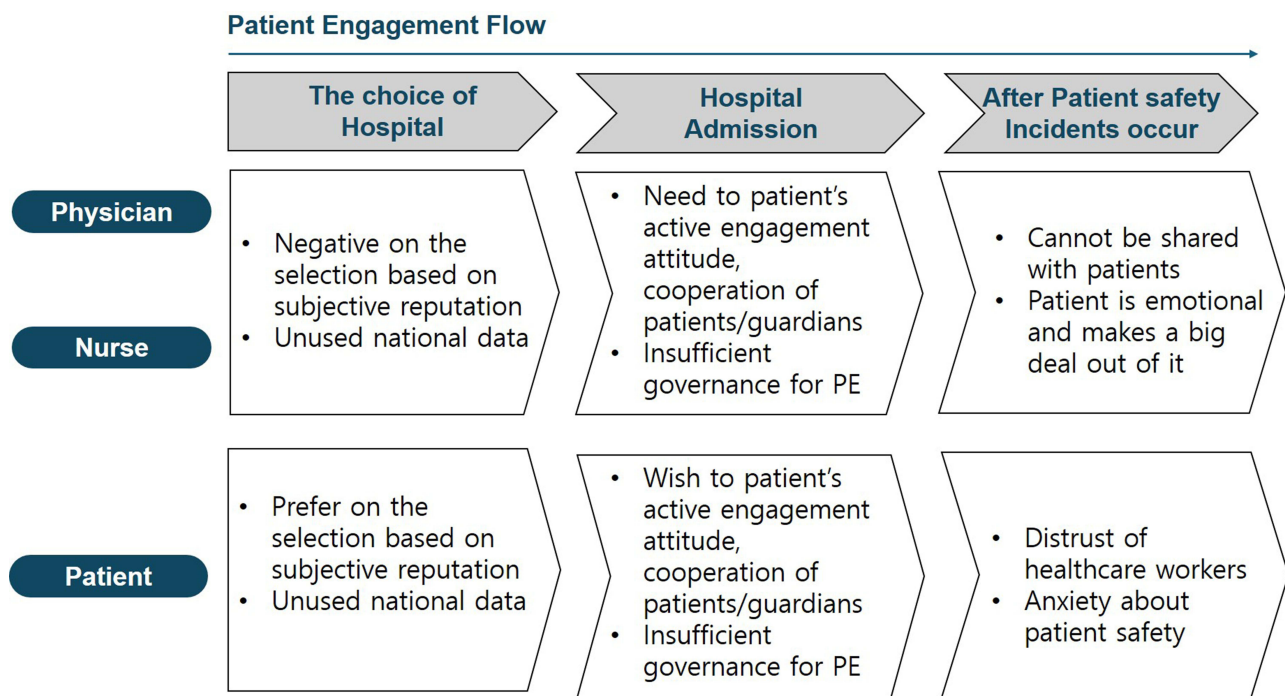 Patient Engagement Flow
The choice of
Hospital
Hospital
Admission
After Patient safety
Incidents occur
Physician
Nurse
• Negative on the
selection based on
subjective reputation
• Unused national data
• Need to patient's
active engagement
attitude,
cooperation of
patients/guardians
• Insufficient
governance for PE
• Cannot be shared
with patients
• Patient is emotional
and makes a big
deal out of it
Patient
• Prefer on the
selection based on
subjective reputation
• Unused national data
• Wish to patient's
active engagement
attitude,
cooperation of
patients/guardians
• Insufficient
governance for PE
• Distrust of
healthcare workers
• Anxiety about
patient safety